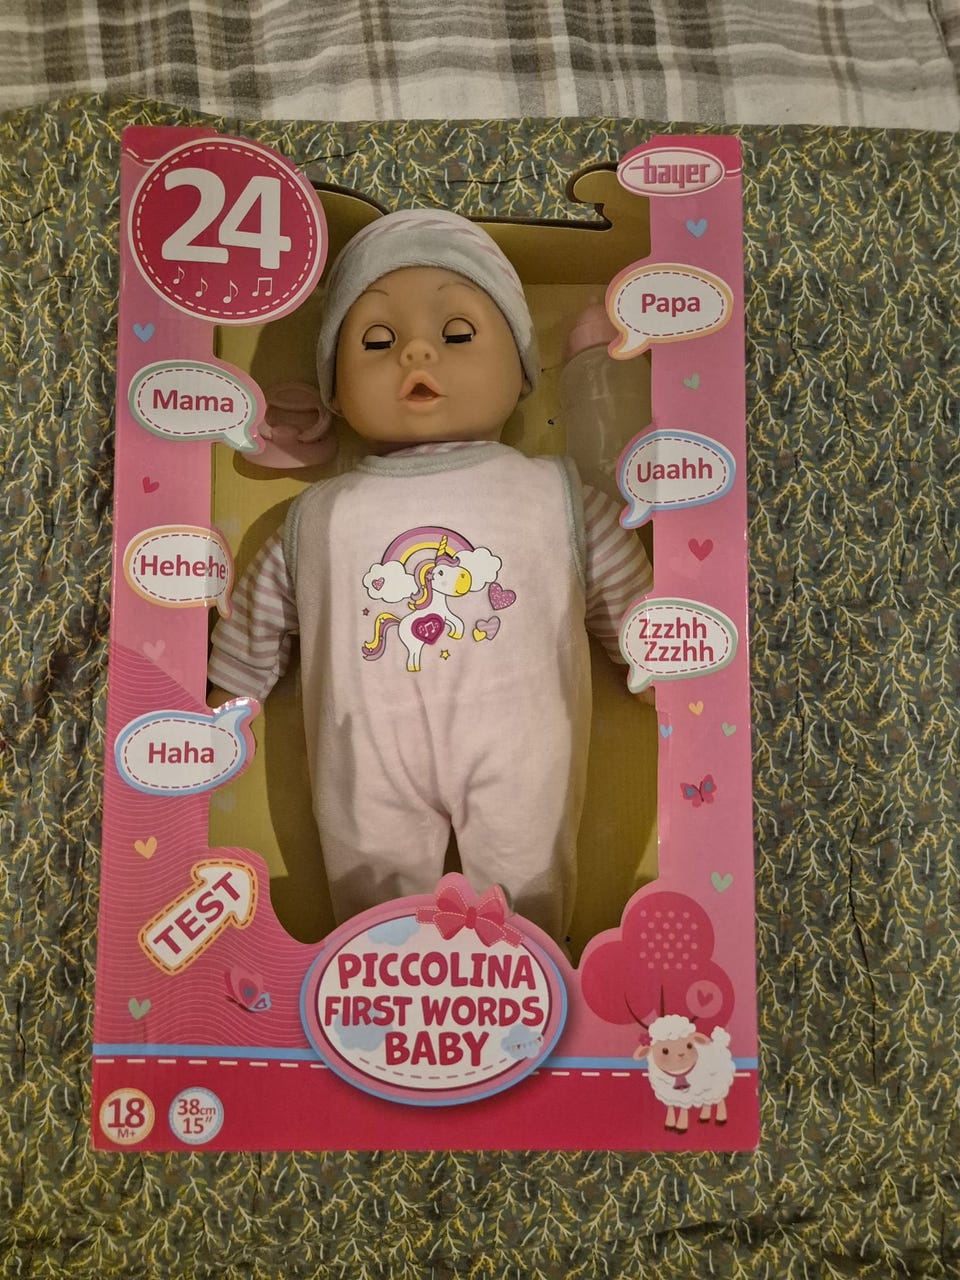 24
bayer
Papa
Mama
Uaahh
Hehehe
Zzzhh
Zzzhh
Haha
TEST
PICCOLINA
FIRST WORDS
BABY
18
M+
38cm
15"